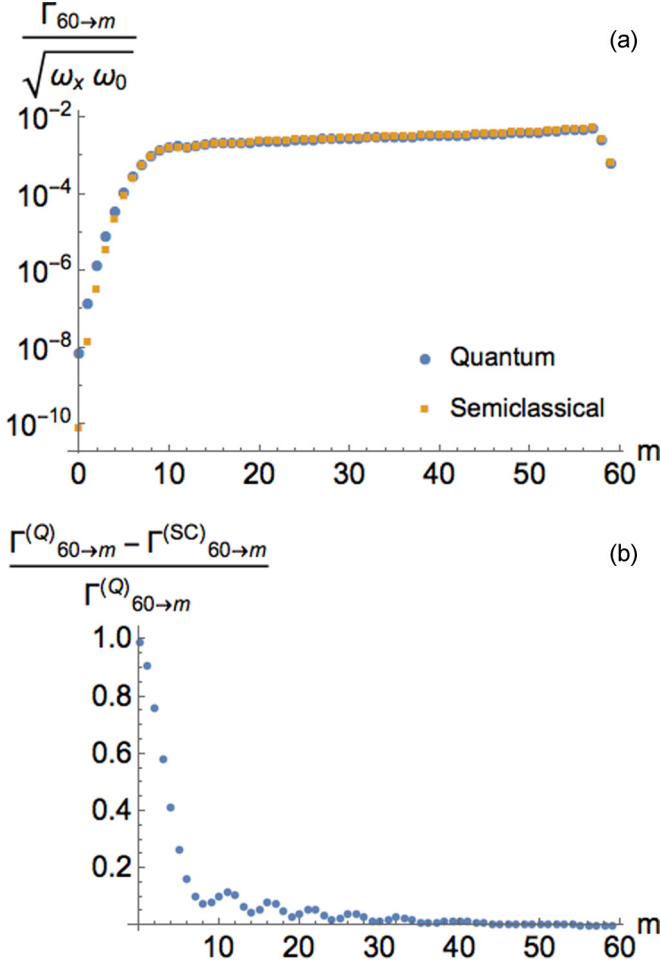 Γ60→m
(a)
√ωx ω0
10−2
10−4
10−6
10−8
10−10
Quantum
Semiclassical
0 10 20 30 40 50 60 m
Γ(Q)60→m − Γ(SC)60→m
(b)
Γ(Q)60→m
1.0
0.8
0.6
0.4
0.2
10 20 30 40 50 60 m